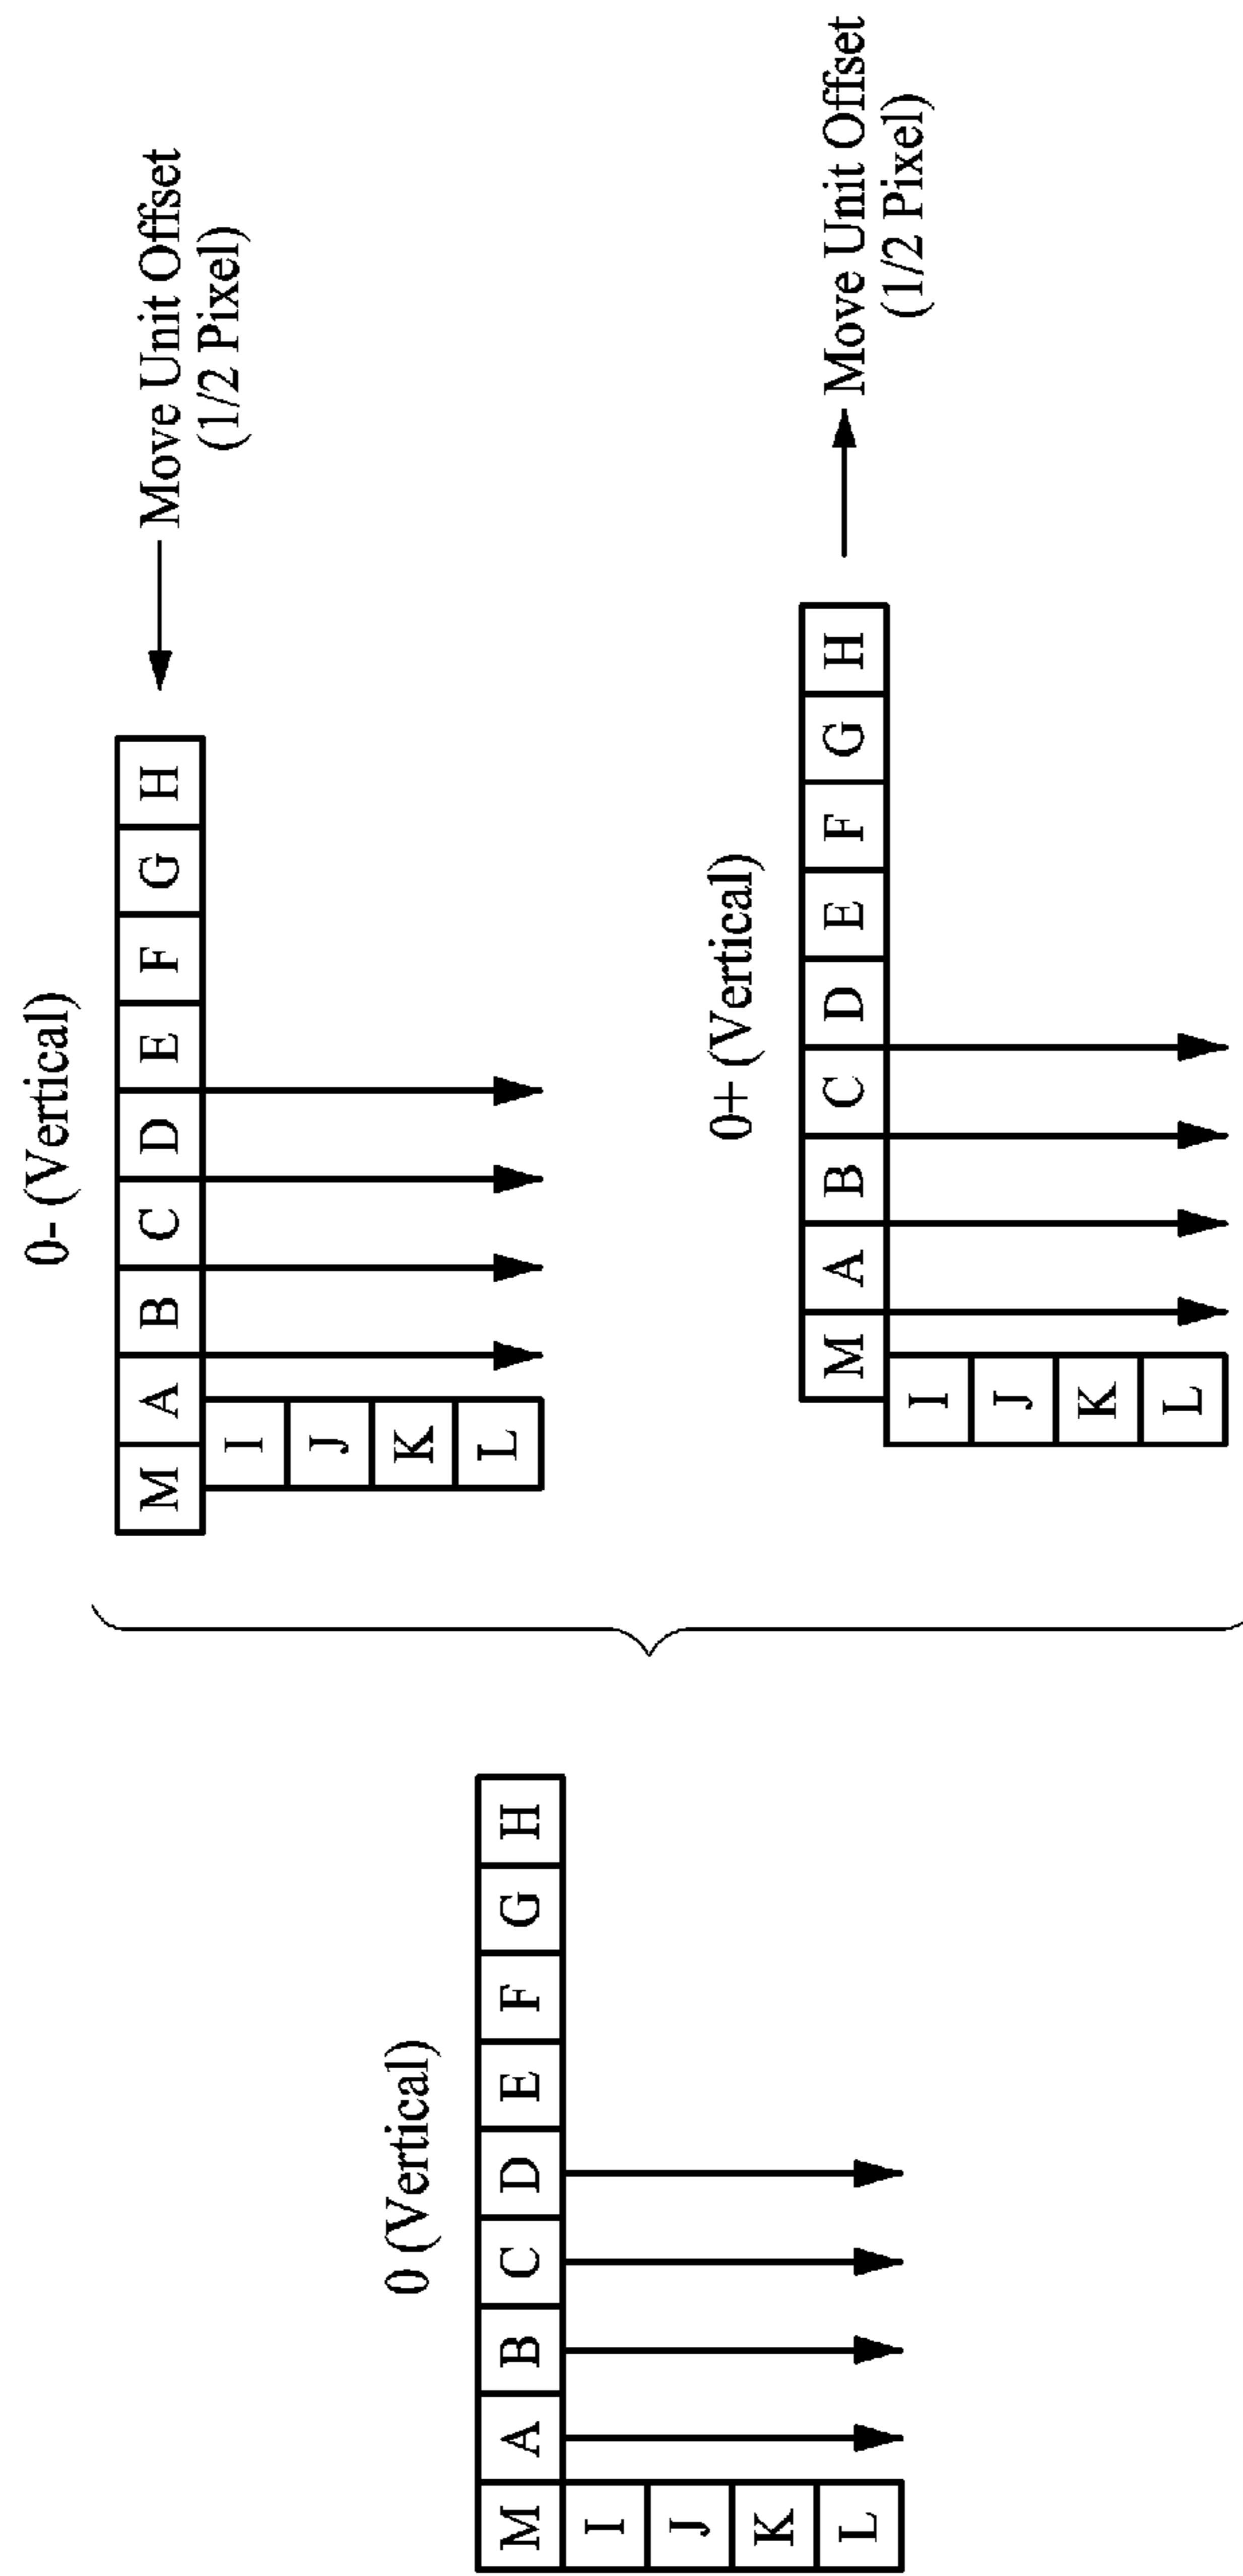 0 (Vertical)
M A B C D E F G H
I
J
K
L
0- (Vertical)
M A B C D E F G H
I
J
K
L
Move Unit Offset
(1/2 Pixel)
0+ (Vertical)
M A B C D E F G H
I
J
K
L
Move Unit Offset
(1/2 Pixel)